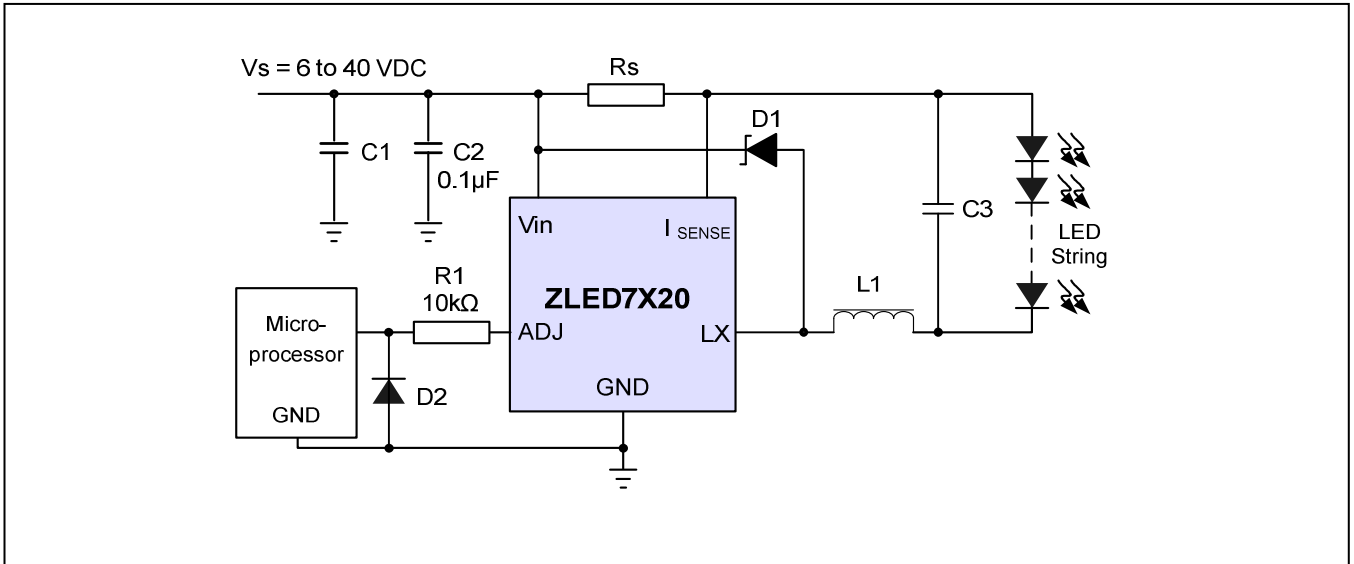 Vs = 6 to 40 VDC
Rs
D1
C1
C2
0.1µF
C3
Vin
I SENSE
LED
String
R1
10kΩ
ZLED7X20
L1
Micro-
processor
ADJ
LX
GND
D2
GND